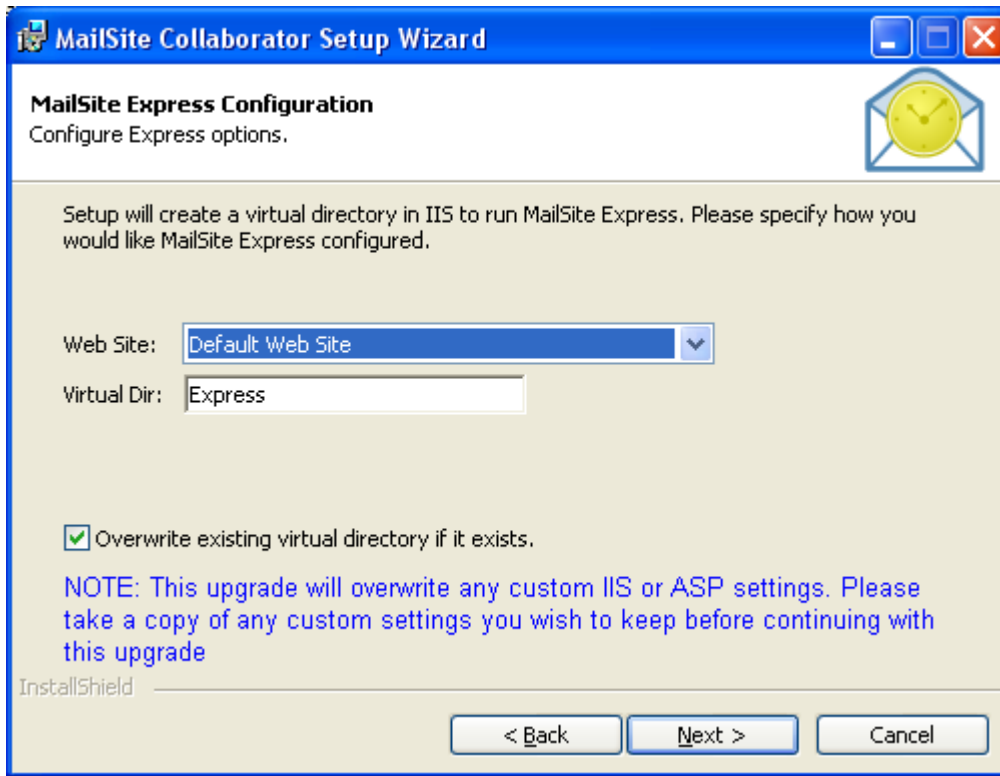 MailSite Collaborator Setup Wizard
MailSite Express Configuration
Configure Express options.
Setup will create a virtual directory in IIS to run MailSite Express. Please specify how you
would like MailSite Express configured.
Web Site: Default Web Site
Virtual Dir: Express
Overwrite existing virtual directory if it exists.
NOTE: This upgrade will overwrite any custom IIS or ASP settings. Please
take a copy of any custom settings you wish to keep before continuing with
this upgrade
InstallShield
< Back Next > Cancel